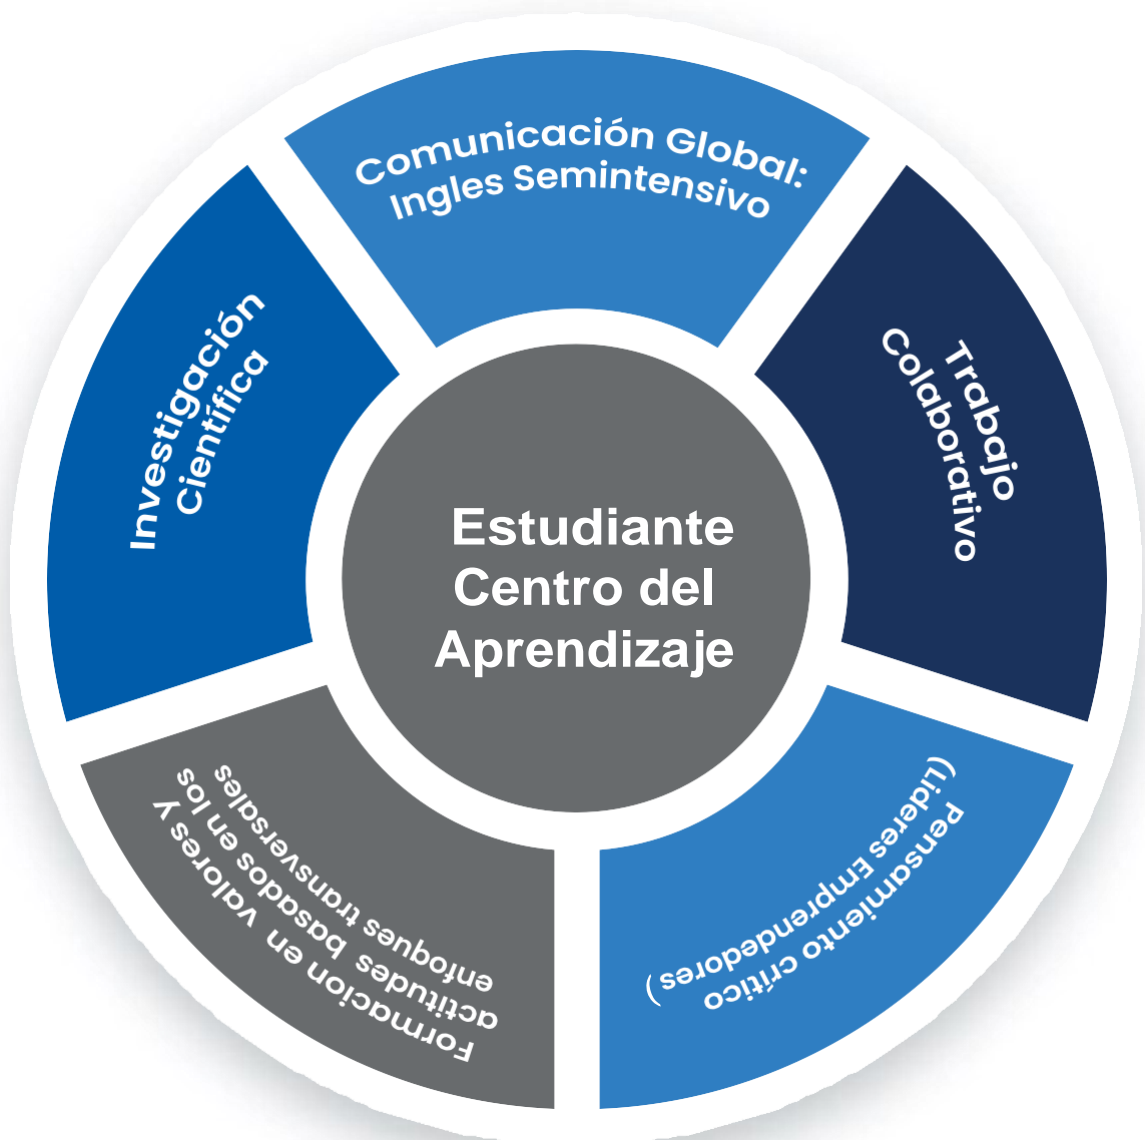 Comunicación Global:
Ingles Semintensivo
Trabajo
Colaborativo
Pensamiento crítico
(Lideres Emprendedores)
Formacion en valores y
actitudes basados en los
enfoques transversales
Investigación
Científica
Estudiante
Centro del
Aprendizaje